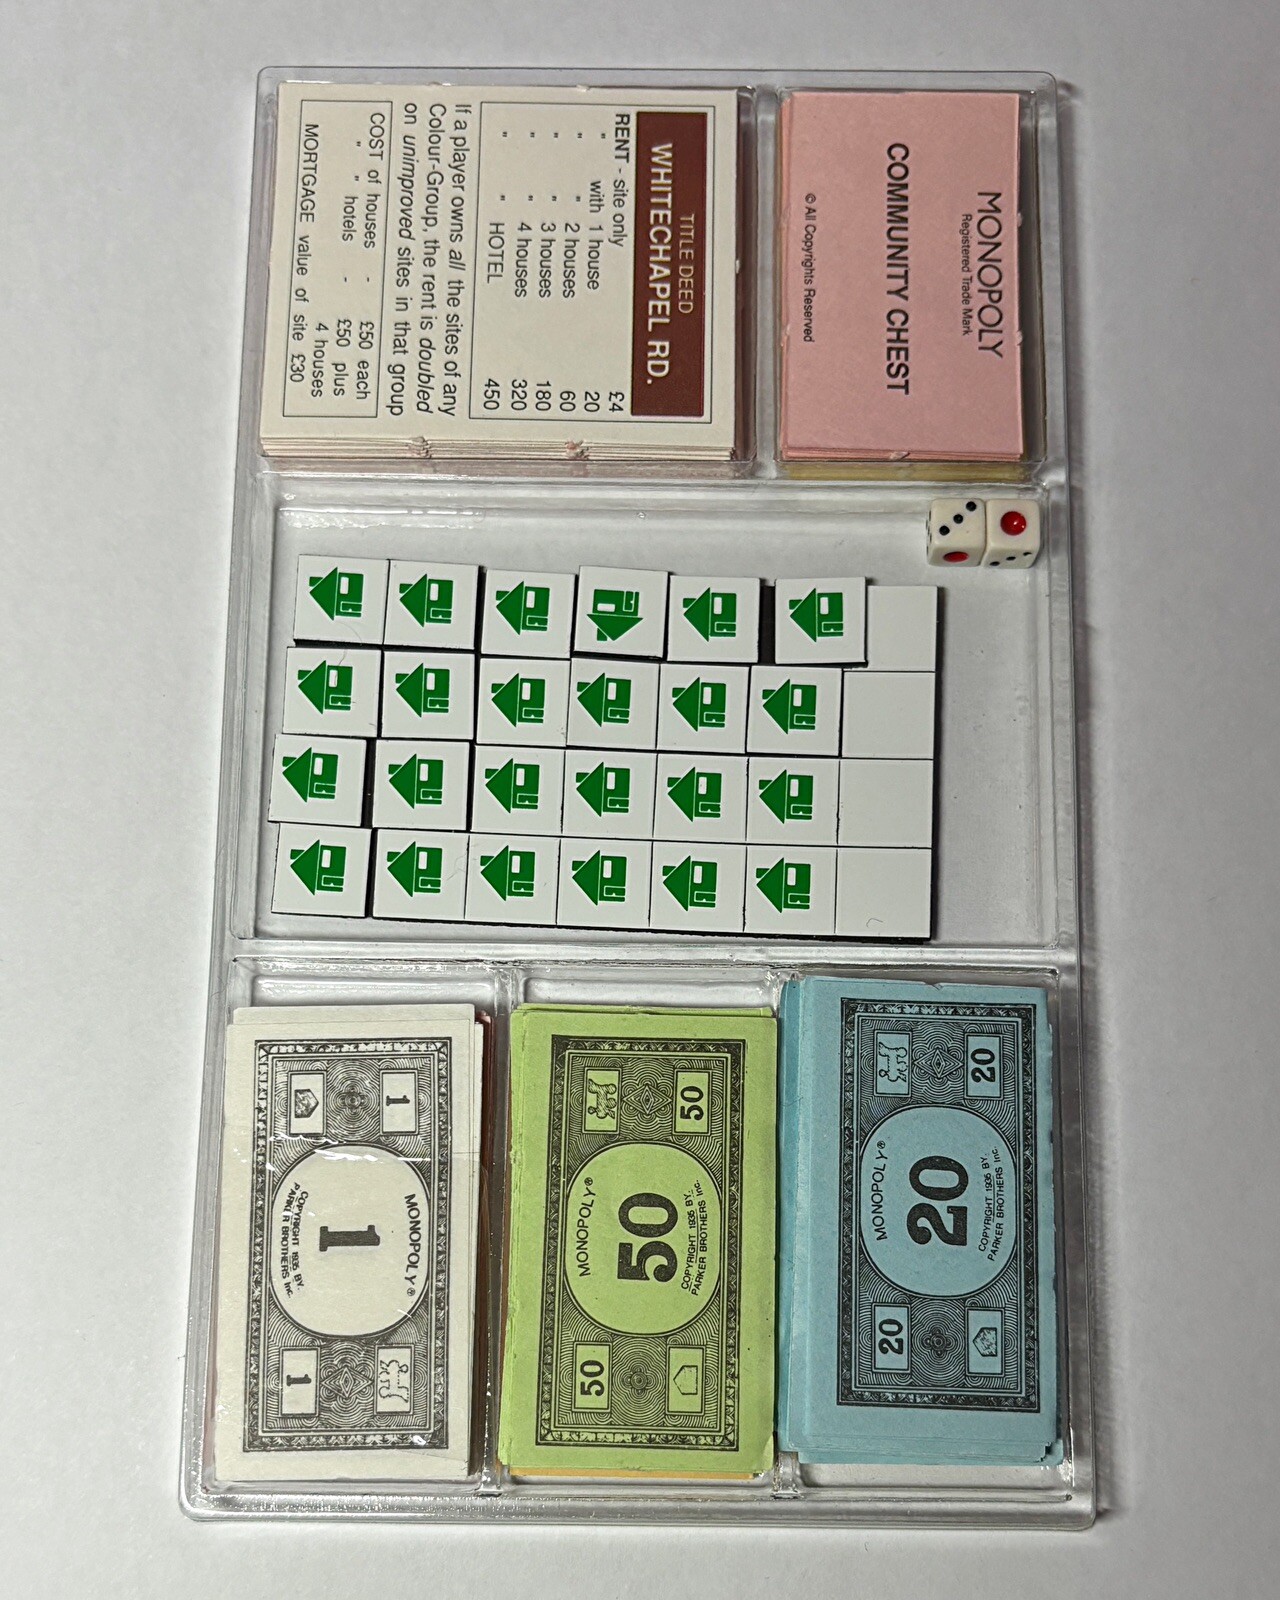 TITLE DEED
WHITECHAPEL RD.
RENT - site only £4
" with 1 house 20
" " 2 houses 60
" " 3 houses 180
" " 4 houses 320
" " HOTEL 450
If a player owns all the sites of any
Colour-Group, the rent is doubled
on unimproved sites in that group
COST of houses - £50 each
" " hotels - £50 plus
4 houses
MORTGAGE value of site £30
MONOPOLY
Registered Trade Mark
COMMUNITY CHEST
© All Copyrights Reserved
1
MONOPOLY®
1
COPYRIGHT 1935 BY.
PARKER BROTHERS Inc.
1
50
MONOPOLY®
50
COPYRIGHT 1935 BY.
PARKER BROTHERS Inc.
50
20
MONOPOLY®
20
COPYRIGHT 1935 BY.
PARKER BROTHERS Inc.
20